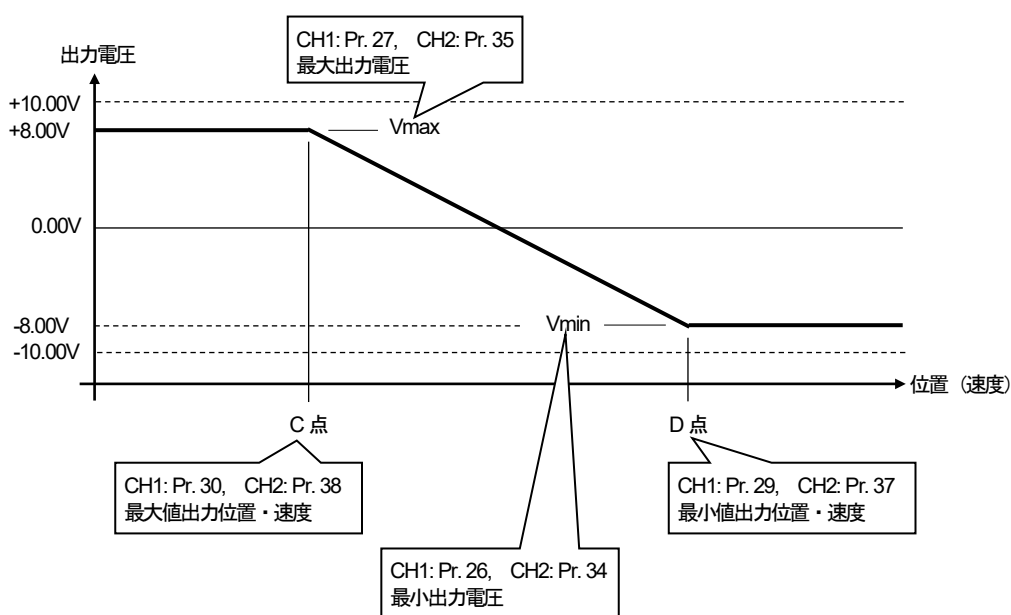 CH1: Pr. 27,　CH2: Pr. 35
最大出力電圧
出力電圧
+10.00V
+8.00V
Vmax
0.00V
-8.00V
Vmin
-10.00V
位置（速度）
C 点
D 点
CH1: Pr. 30,　CH2: Pr. 38
最大値出力位置・速度
CH1: Pr. 29,　CH2: Pr. 37
最小値出力位置・速度
CH1: Pr. 26,　CH2: Pr. 34
最小出力電圧